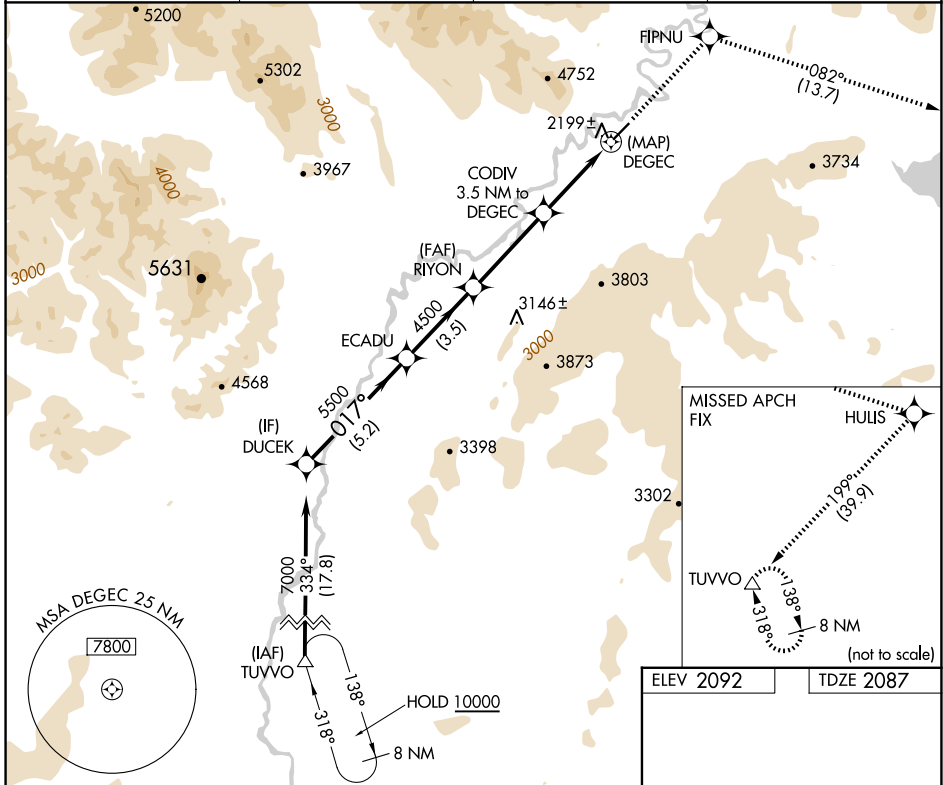 5200
5302
3000
4752
FIPNU
082°
(13.7)
2199±
(MAP)
DEGEC
3967
4000
CODIV
3.5 NM to
DEGEC
3734
3000
5631
(FAF)
RIYON
3803
4500
(3.5)
3146±
ECADU
3000
3873
4568
5500
017°
(5.2)
(IF)
DUCEK
3398
3302
MISSED APCH
FIX
HULIS
199°
(39.9)
TUVVO
138°
318°
8 NM
(not to scale)
7000
334°
(17.8)
MSA DEGEC 25 NM
7800
(IAF)
TUVVO
138°
318°
HOLD 10000
8 NM
ELEV 2092
TDZE 2087